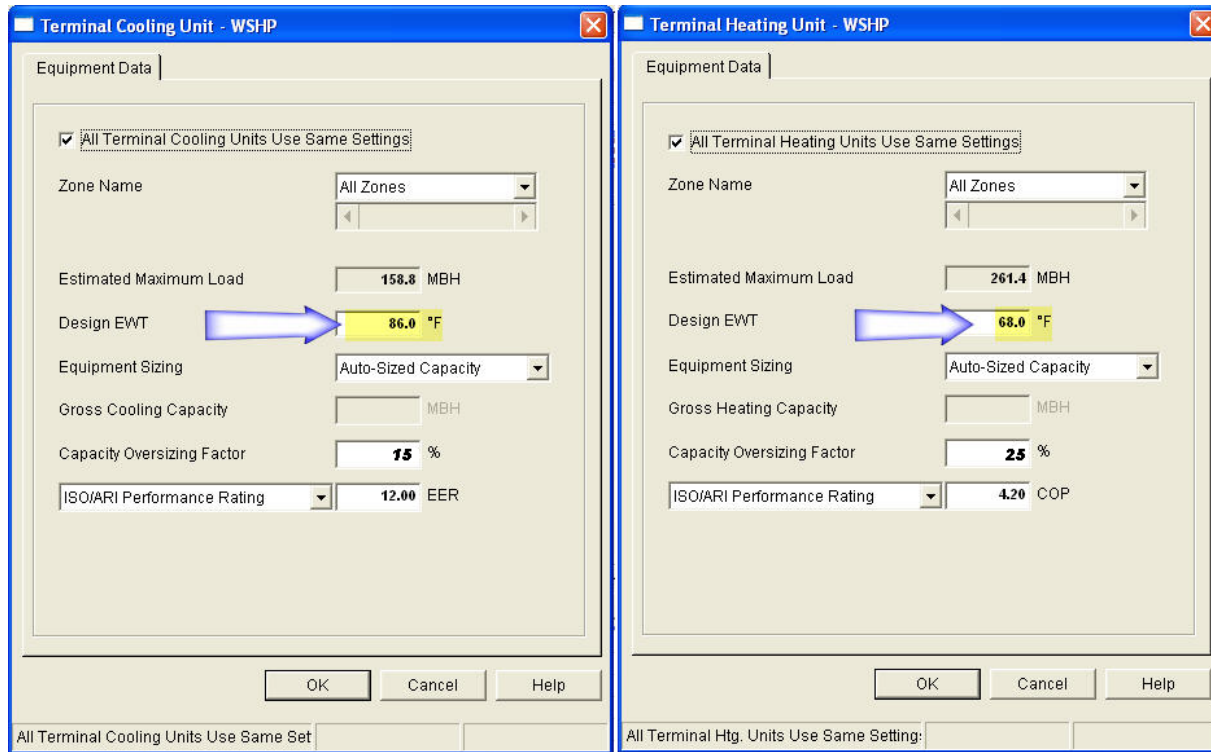 Terminal Cooling Unit - WSHP
Equipment Data
All Terminal Cooling Units Use Same Settings
Zone Name All Zones
Estimated Maximum Load 158.8 MBH
Design EWT 86.0 °F
Equipment Sizing Auto-Sized Capacity
Gross Cooling Capacity MBH
Capacity Oversizing Factor 15 %
ISO/ARI Performance Rating 12.00 EER
OK Cancel Help
All Terminal Cooling Units Use Same Set
Terminal Heating Unit - WSHP
Equipment Data
All Terminal Heating Units Use Same Settings
Zone Name All Zones
Estimated Maximum Load 261.4 MBH
Design EWT 68.0 °F
Equipment Sizing Auto-Sized Capacity
Gross Heating Capacity MBH
Capacity Oversizing Factor 25 %
ISO/ARI Performance Rating 4.20 COP
OK Cancel Help
All Terminal Htg. Units Use Same Setting: